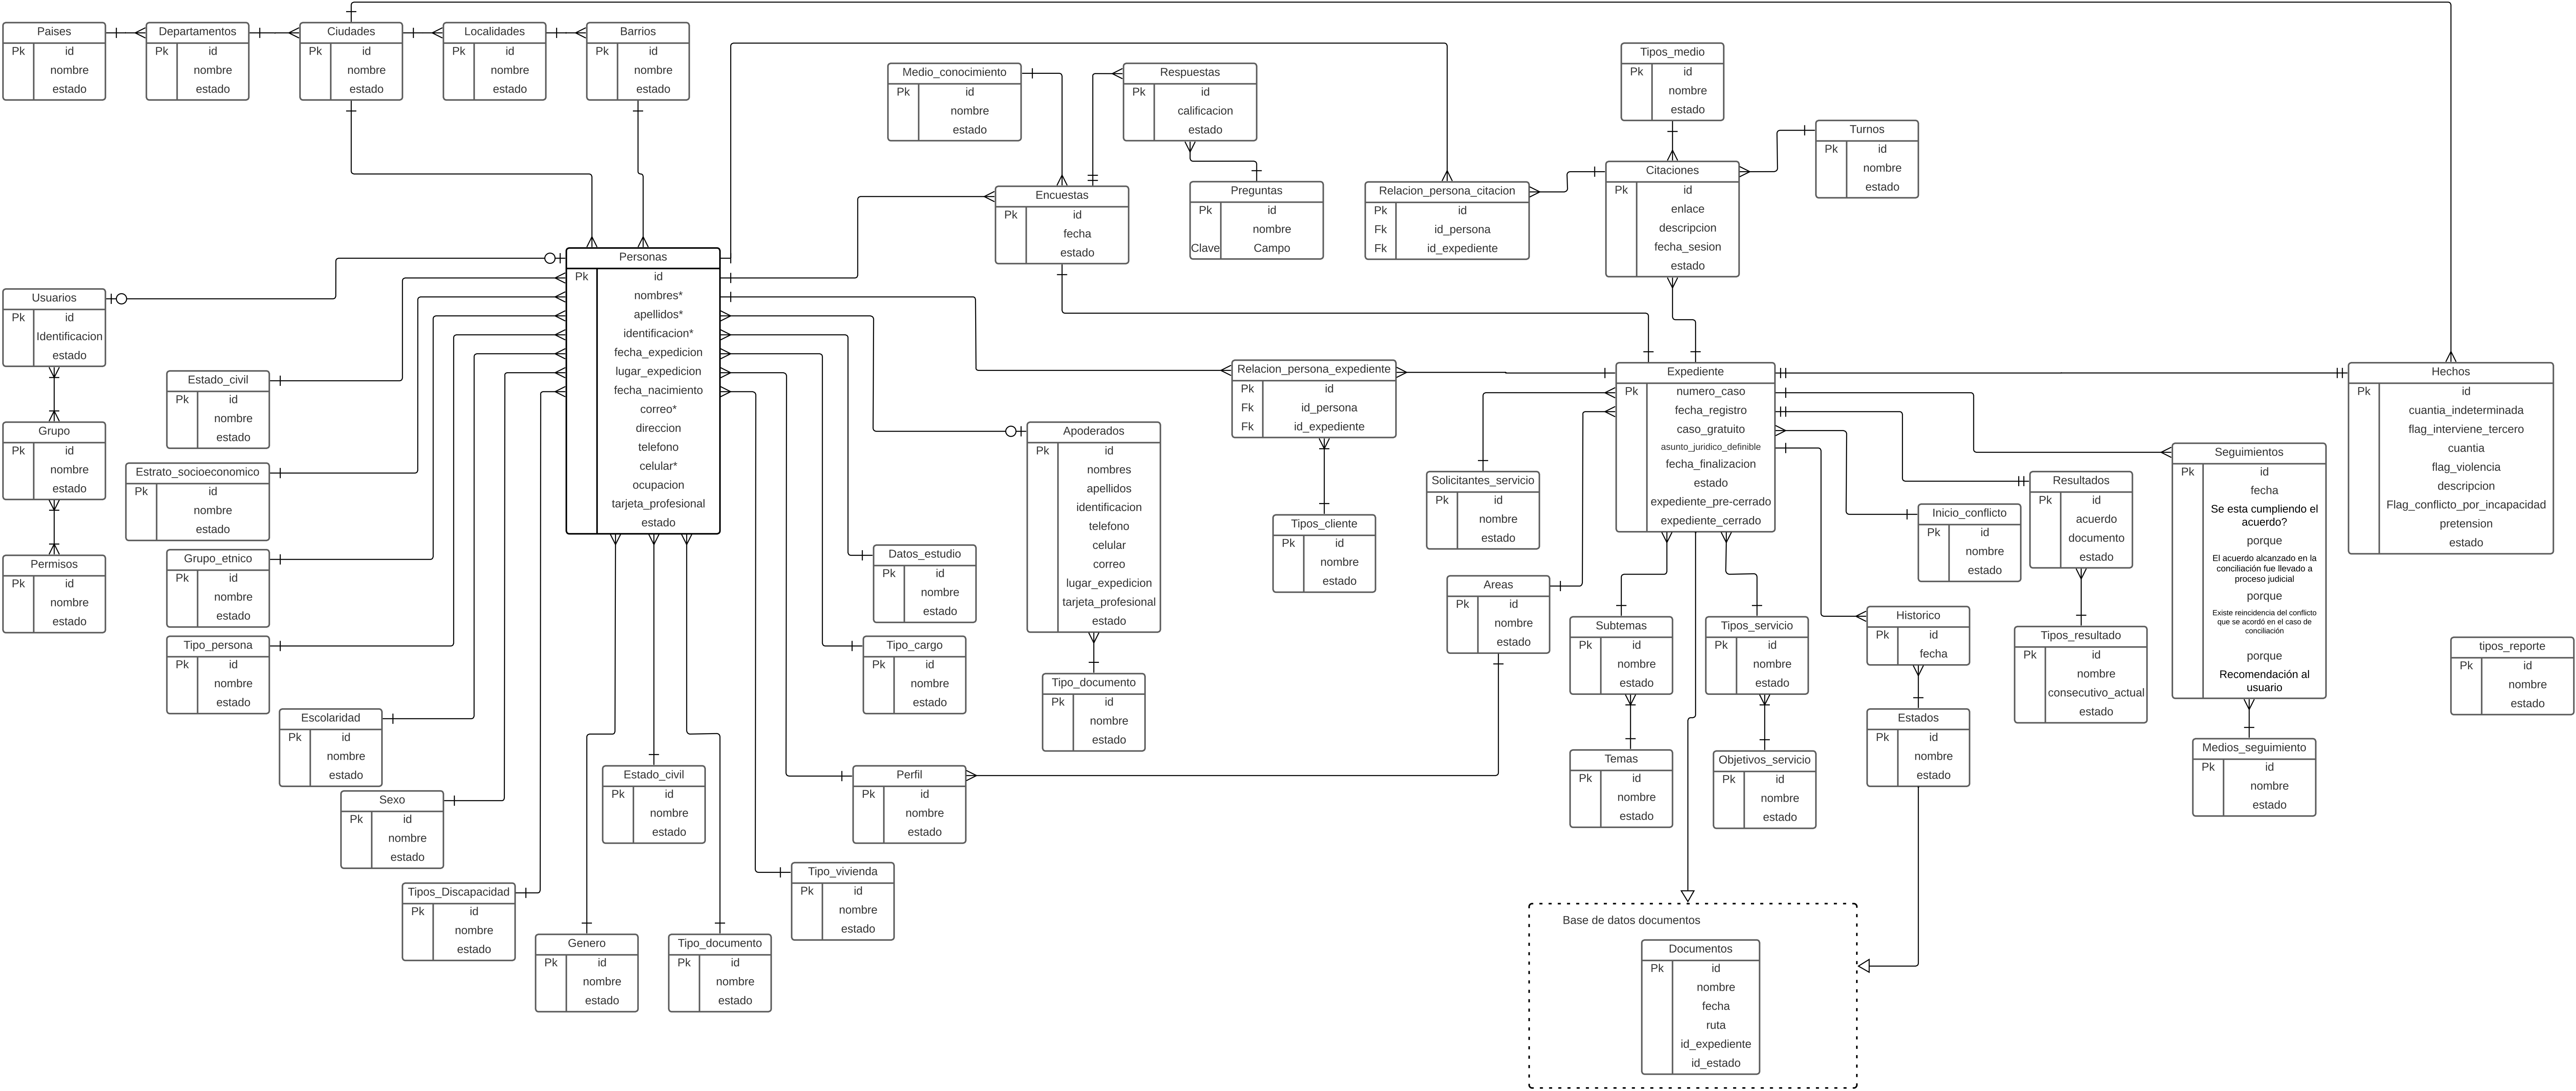 Paises
Pk id
nombre
estado
Departamentos
Pk id
nombre
estado
Ciudades
Pk id
nombre
estado
Localidades
Pk id
nombre
estado
Barrios
Pk id
nombre
estado
Medio_conocimiento
Pk id
nombre
estado
Respuestas
Pk id
calificacion
estado
Tipos_medio
Pk id
nombre
estado
Turnos
Pk id
nombre
estado
Encuestas
Pk id
fecha
estado
Preguntas
Pk id
nombre
Clave Campo
Relacion_persona_citacion
Pk id
Fk id_persona
Fk id_expediente
Citaciones
Pk id
enlace
descripcion
fecha_sesion
estado
Personas
Pk id
nombres*
apellidos*
identificacion*
fecha_expedicion
lugar_expedicion
fecha_nacimiento
correo*
direccion
telefono
celular*
ocupacion
tarjeta_profesional
estado
Usuarios
Pk id
Identificacion
estado
Grupo
Pk id
nombre
estado
Permisos
Pk id
nombre
estado
Estado_civil
Pk id
nombre
estado
Estrato_socioeconomico
Pk id
nombre
estado
Grupo_etnico
Pk id
nombre
estado
Tipo_persona
Pk id
nombre
estado
Escolaridad
Pk id
nombre
estado
Sexo
Pk id
nombre
estado
Tipos_Discapacidad
Pk id
nombre
estado
Genero
Pk id
nombre
estado
Estado_civil
Pk id
nombre
estado
Tipo_documento
Pk id
nombre
estado
Tipo_vivienda
Pk id
nombre
estado
Perfil
Pk id
nombre
estado
Tipo_cargo
Pk id
nombre
estado
Datos_estudio
Pk id
nombre
estado
Apoderados
Pk id
nombres
apellidos
identificacion
telefono
celular
correo
lugar_expedicion
tarjeta_profesional
estado
Tipo_documento
Pk id
nombre
estado
Relacion_persona_expediente
Pk id
Fk id_persona
Fk id_expediente
Tipos_cliente
Pk id
nombre
estado
Solicitantes_servicio
Pk id
nombre
estado
Areas
Pk id
nombre
estado
Expediente
Pk numero_caso
fecha_registro
caso_gratuito
asunto_juridico_definible
fecha_finalizacion
estado
expediente_pre-cerrado
expediente_cerrado
Subtemas
Pk id
nombre
estado
Temas
Pk id
nombre
estado
Tipos_servicio
Pk id
nombre
estado
Objetivos_servicio
Pk id
nombre
estado
Inicio_conflicto
Pk id
nombre
estado
Historico
Pk id
fecha
Estados
Pk id
nombre
estado
Resultados
Pk id
acuerdo
documento
estado
Tipos_resultado
Pk id
nombre
consecutivo_actual
estado
Seguimientos
Pk id
fecha
Se esta cumpliendo el
acuerdo?
porque
El acuerdo alcanzado en la
conciliación fue llevado a
proceso judicial
porque
Existe reincidencia del conflicto
que se acordó en el caso de
conciliación
porque
Recomendación al
usuario
Medios_seguimiento
Pk id
nombre
estado
Hechos
Pk id
cuantia_indeterminada
flag_interviene_tercero
cuantia
flag_violencia
descripcion
Flag_conflicto_por_incapacidad
pretension
estado
tipos_reporte
Pk id
nombre
estado
Base de datos documentos
Documentos
Pk id
nombre
fecha
ruta
id_expediente
id_estado